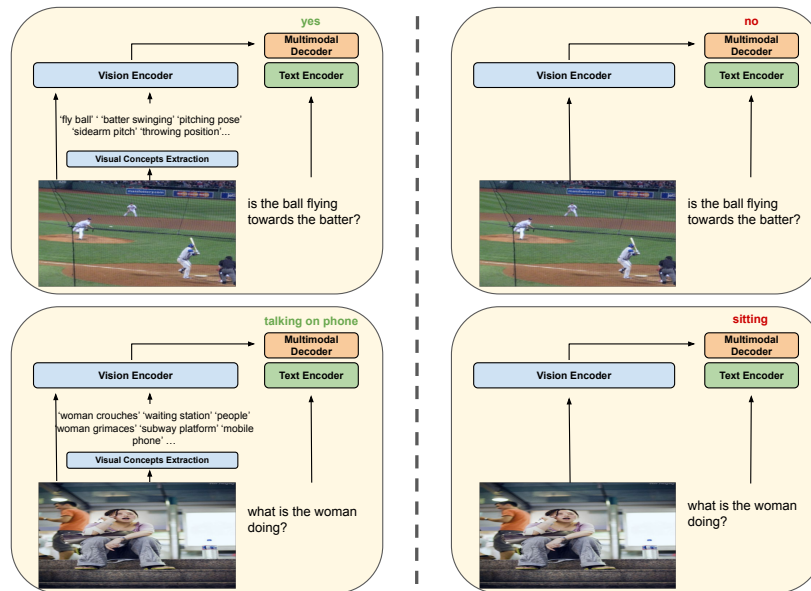 yes
Multimodal
Decoder
Vision Encoder
Text Encoder
‘fly ball’ ‘ ‘batter swinging’ ‘pitching pose’
‘sidearm pitch’ ‘throwing position’...
Visual Concepts Extraction
is the ball flying
towards the batter?
no
Multimodal
Decoder
Vision Encoder
Text Encoder
is the ball flying
towards the batter?
talking on phone
Multimodal
Decoder
Vision Encoder
Text Encoder
‘woman crouches’ ‘waiting station’ ‘people’
‘woman grimaces’ ‘subway platform’ ‘mobile
phone’ ...
Visual Concepts Extraction
what is the woman
doing?
sitting
Multimodal
Decoder
Vision Encoder
Text Encoder
what is the woman
doing?